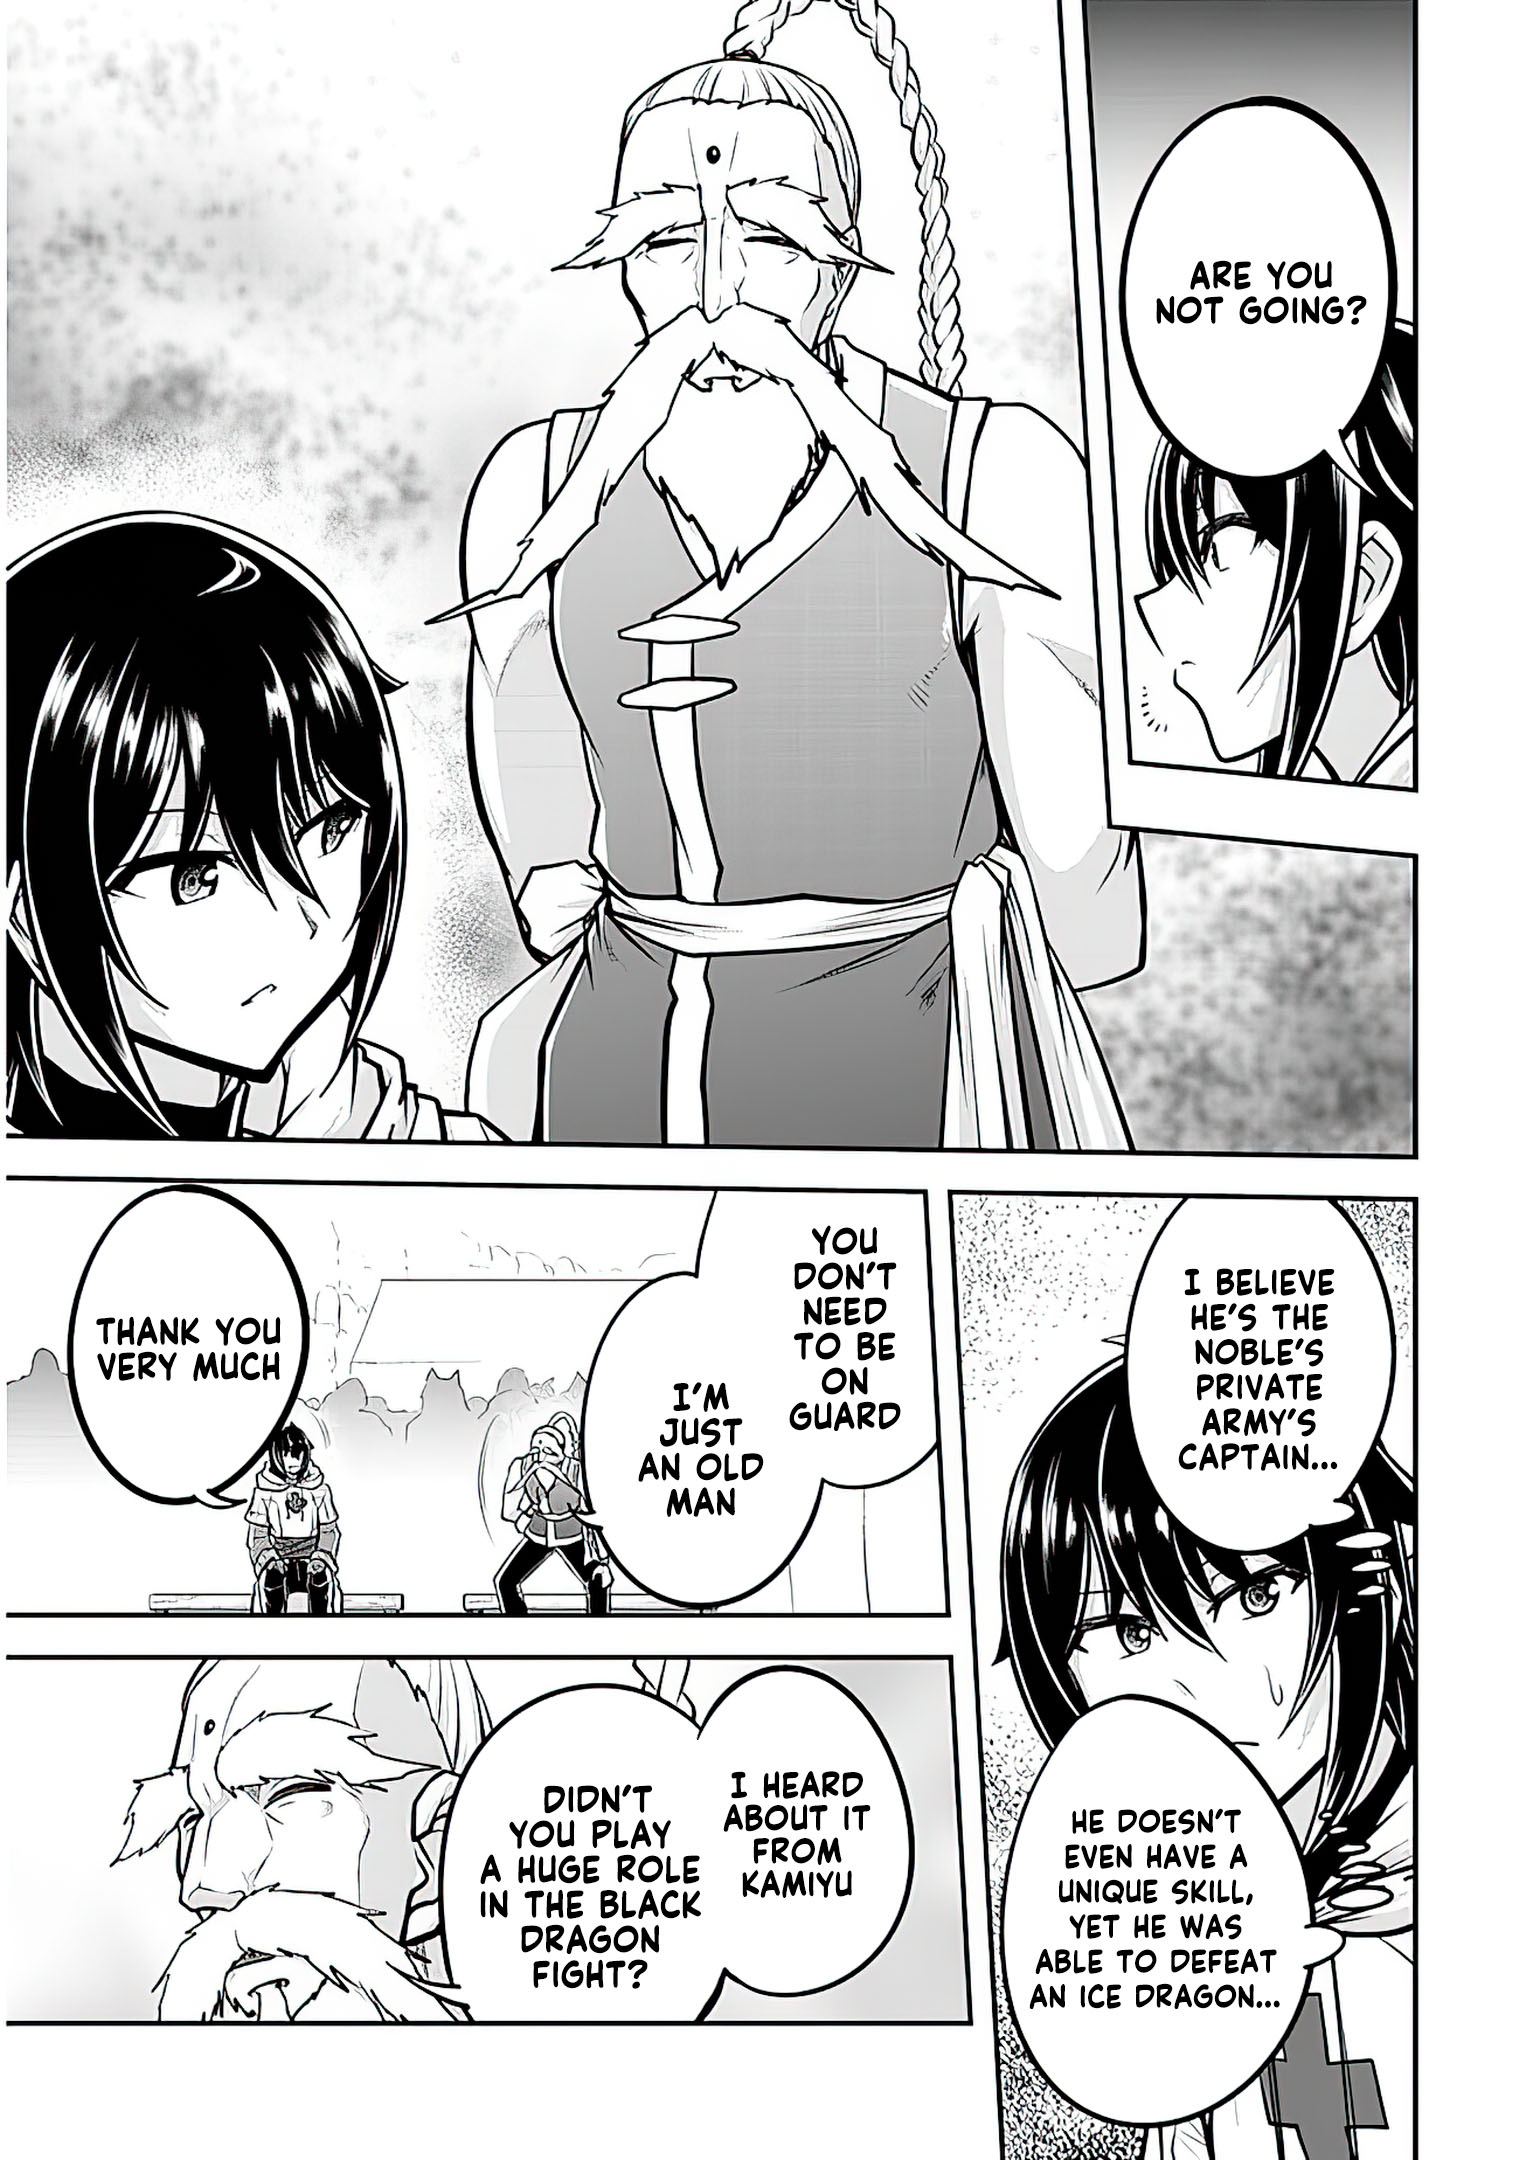 ARE YOU
NOT GOING?
I BELIEVE
HE'S THE
NOBLE'S
PRIVATE
ARMY'S
CAPTAIN...
HE DOESN'T
EVEN HAVE A
UNIQUE SKILL,
YET HE WAS
ABLE TO DEFEAT
AN ICE DRAGON...
YOU
DON'T
NEED
TO BE
ON
GUARD
I'M
JUST
AN OLD
MAN
THANK YOU
VERY MUCH
I HEARD
ABOUT IT
FROM
KAMIYU
DIDN'T
YOU PLAY
A HUGE ROLE
IN THE BLACK
DRAGON
FIGHT?